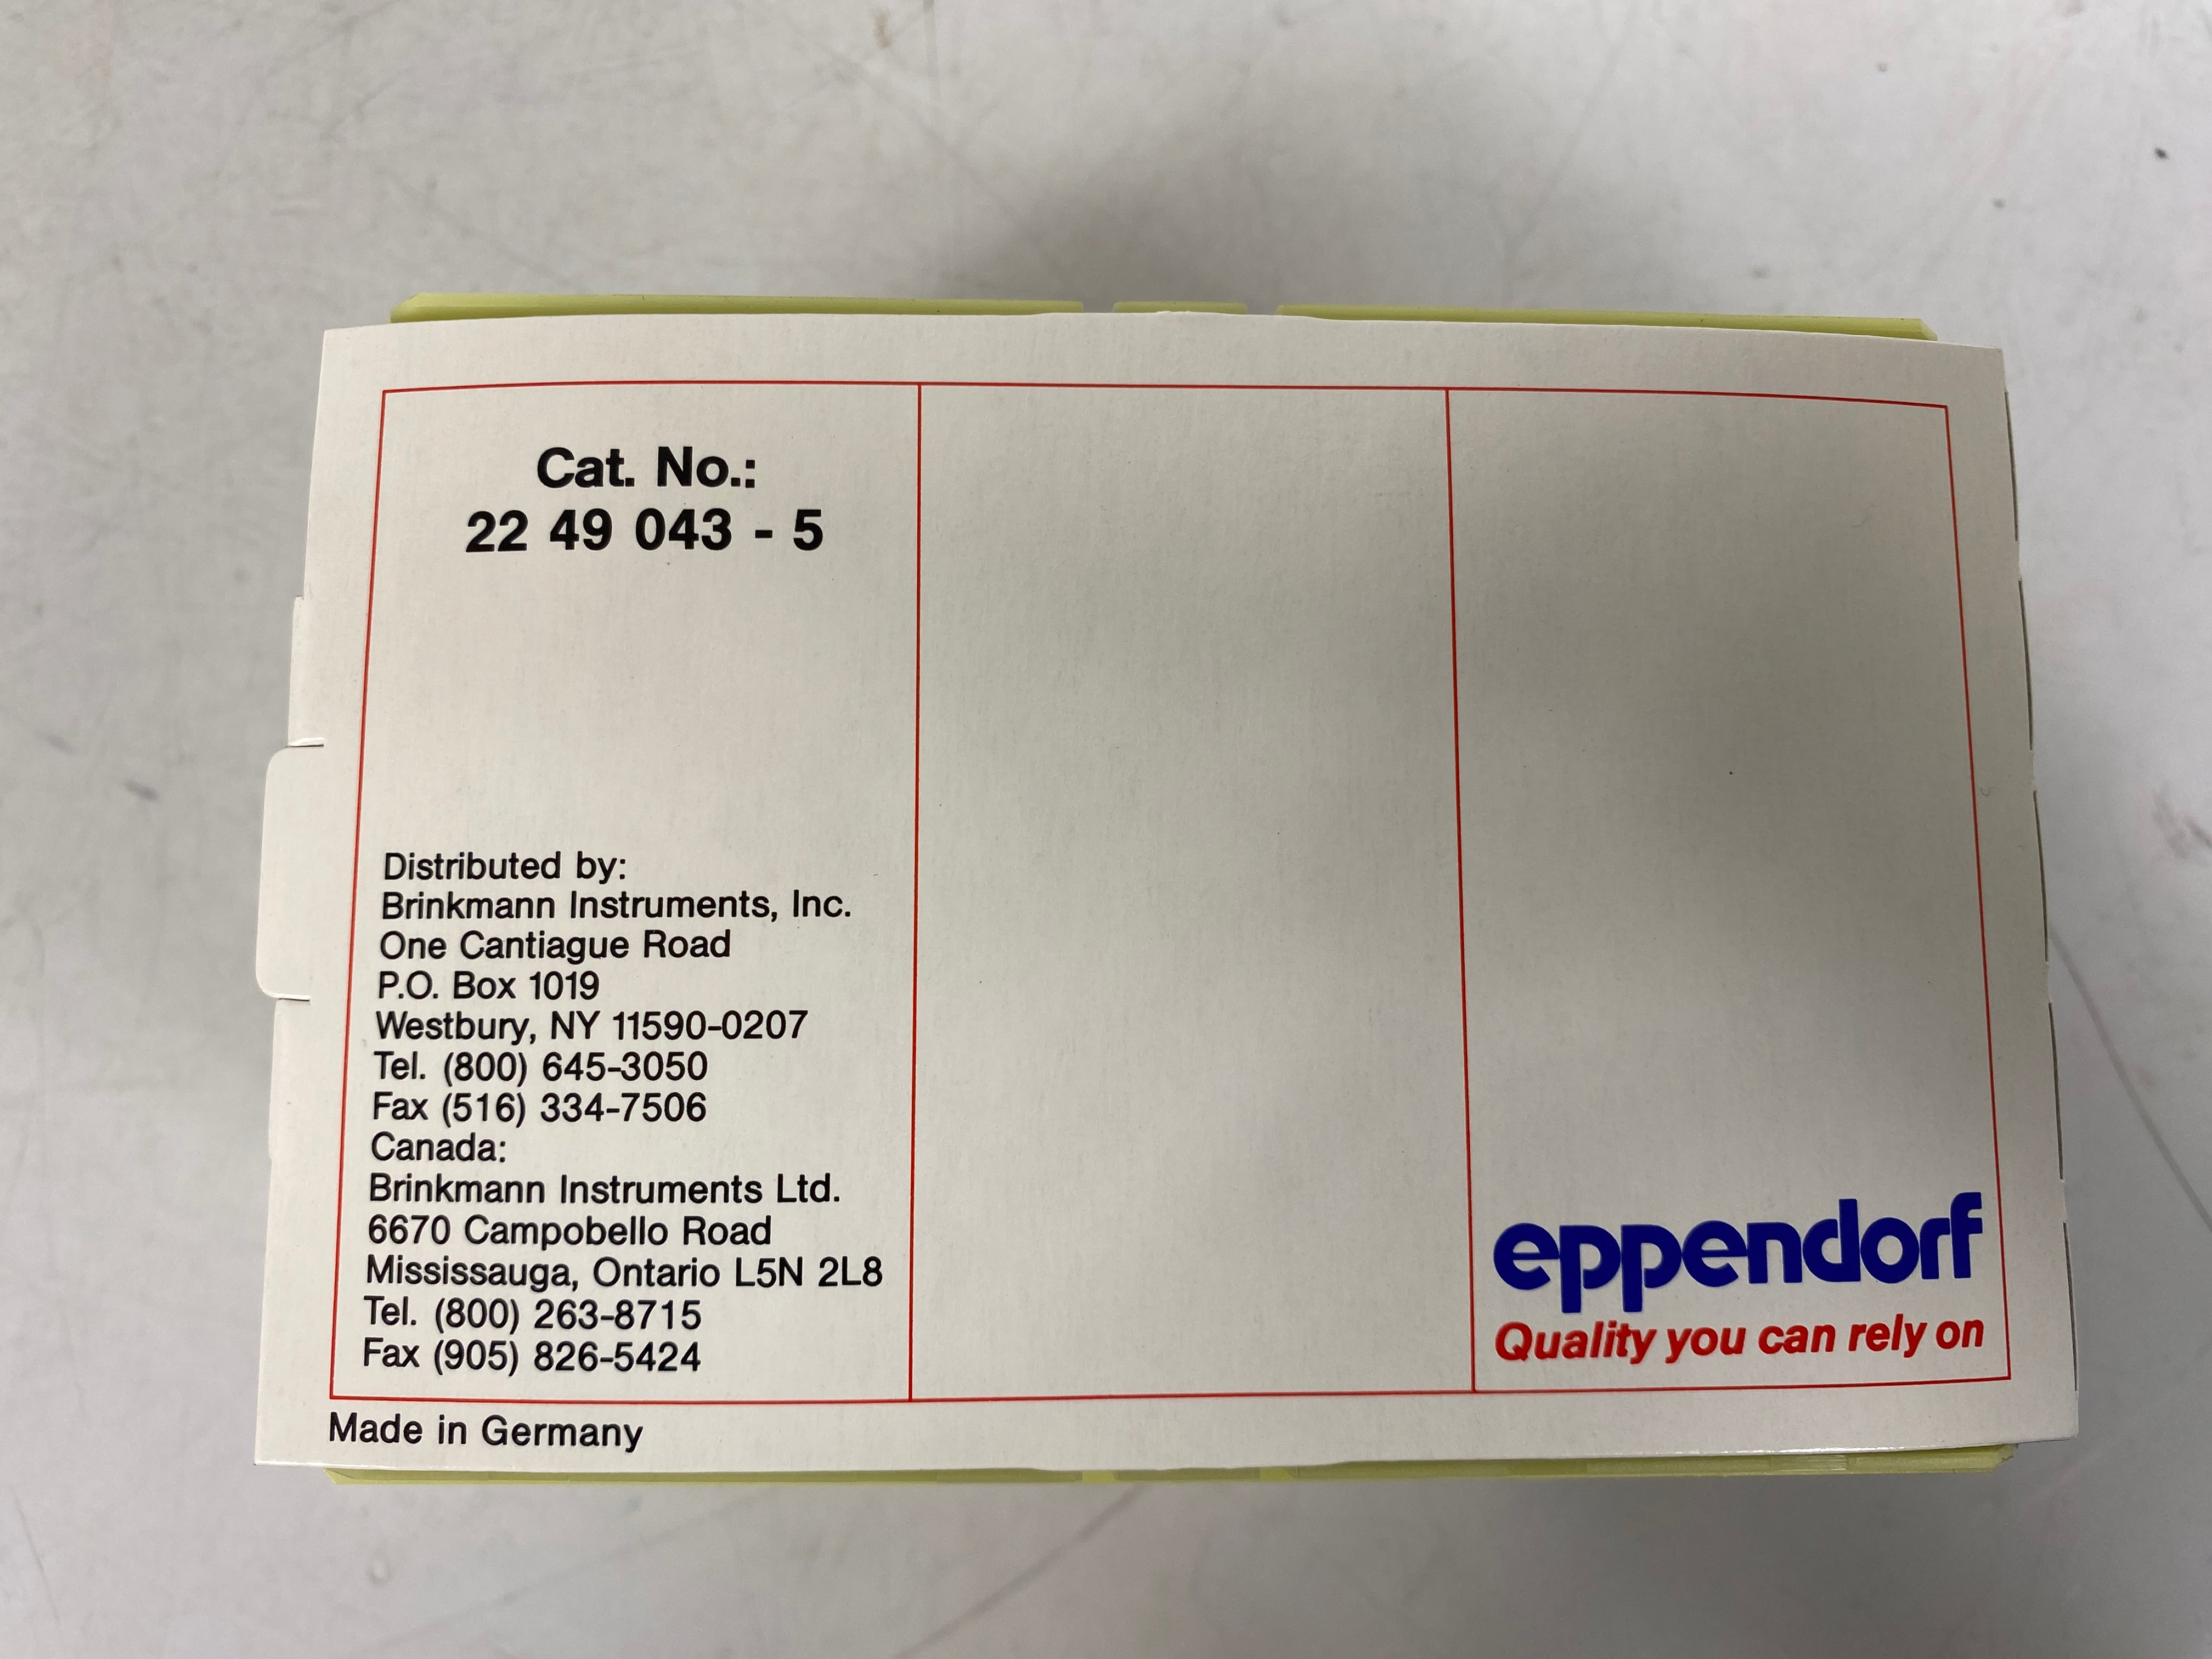 Cat. No.:
22 49 043 - 5
Distributed by:
Brinkmann Instruments, Inc.
One Cantiague Road
P.O. Box 1019
Westbury, NY 11590-0207
Tel. (800) 645-3050
Fax (516) 334-7506
Canada:
Brinkmann Instruments Ltd.
6670 Campobello Road
Mississauga, Ontario L5N 2L8
Tel. (800) 263-8715
Fax (905) 826-5424
Made in Germany
eppendorf
Quality you can rely on